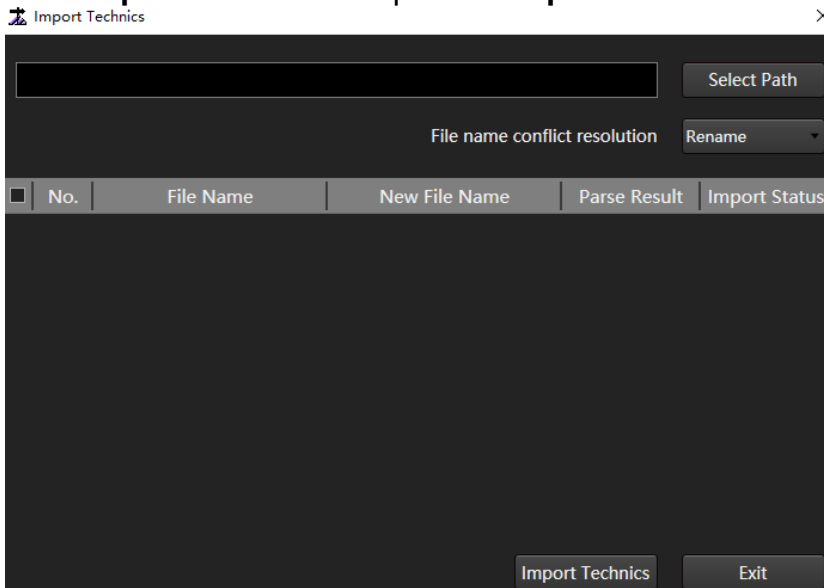 Import Technics
Select Path
File name conflict resolution Rename
No. File Name New File Name Parse Result Import Status
Import Technics Exit